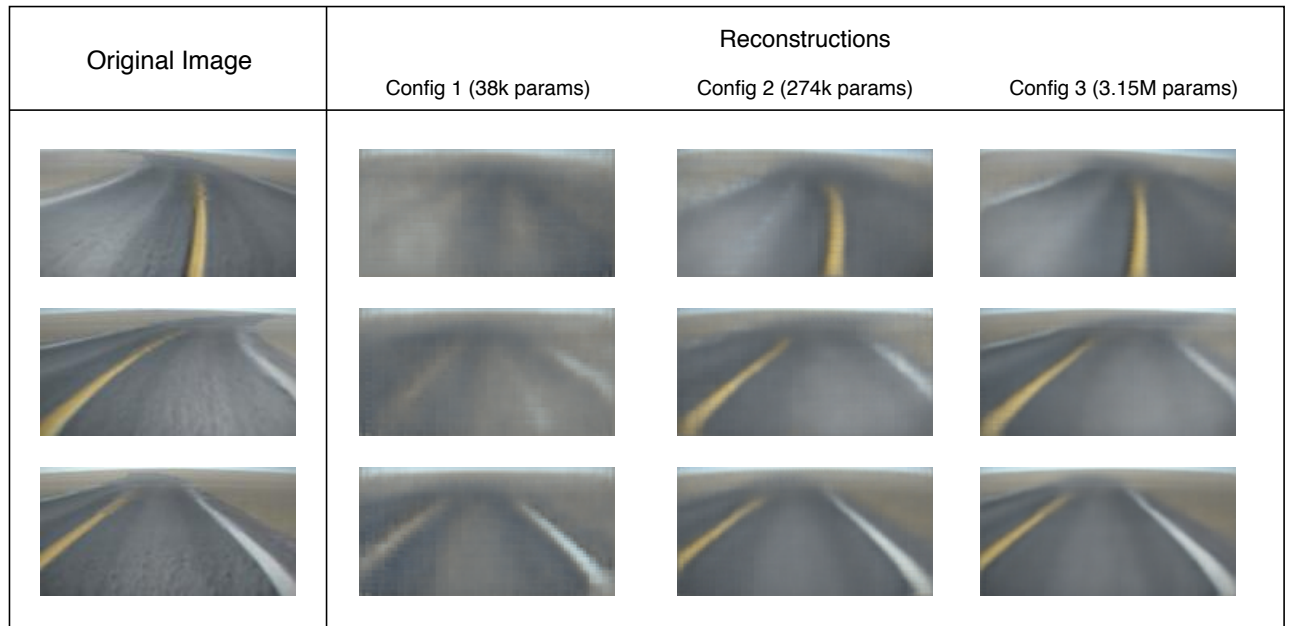 Original Image
Reconstructions
Config 1 (38k params)
Config 2 (274k params)
Config 3 (3.15M params)